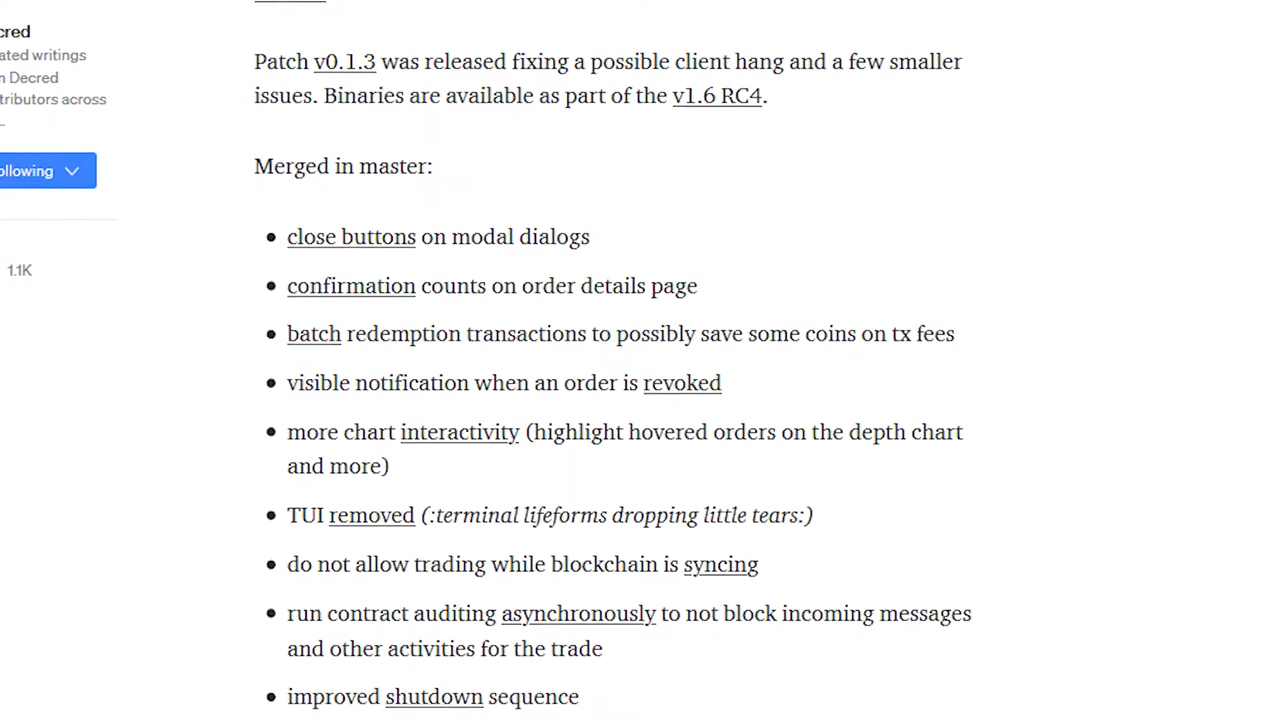 cred
ated writings
n Decred
tributors across
ollowing
1.1K
Patch v0.1.3 was released fixing a possible client hang and a few smaller
issues. Binaries are available as part of the v1.6 RC4.
Merged in master:
• close buttons on modal dialogs
• confirmation counts on order details page
• batch redemption transactions to possibly save some coins on tx fees
• visible notification when an order is revoked
• more chart interactivity (highlight hovered orders on the depth chart
and more)
• TUI removed (:terminal lifeforms dropping little tears:)
• do not allow trading while blockchain is syncing
• run contract auditing asynchronously to not block incoming messages
and other activities for the trade
• improved shutdown sequence